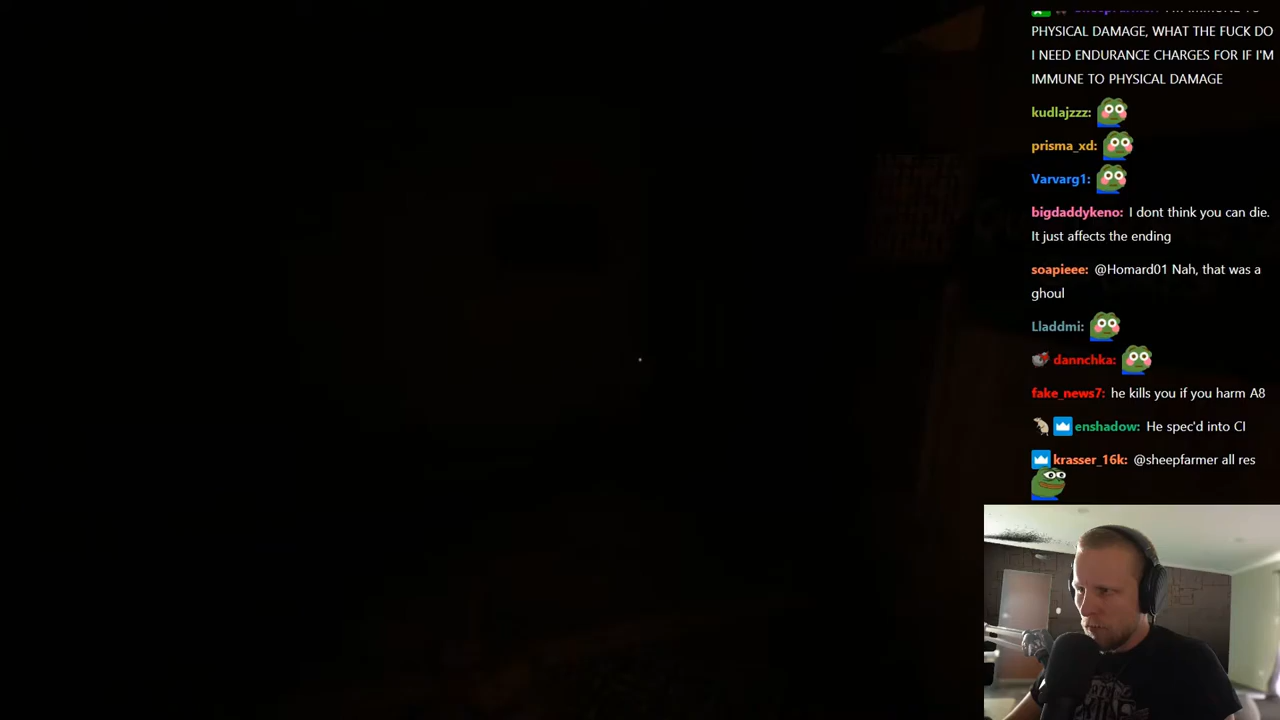 PHYSICAL DAMAGE, WHAT THE FUCK DO
I NEED ENDURANCE CHARGES FOR IF I'M
IMMUNE TO PHYSICAL DAMAGE
kudlajzzz:
prisma_xd:
Varvarg1:
bigdaddykeno: I dont think you can die.
It just affects the ending
soapieee: @Homard01 Nah, that was a
ghoul
Lladdmi:
dannchka:
fake_news7: he kills you if you harm A8
enshadow: He spec'd into CI
krasser_16k: @sheepfarmer all res